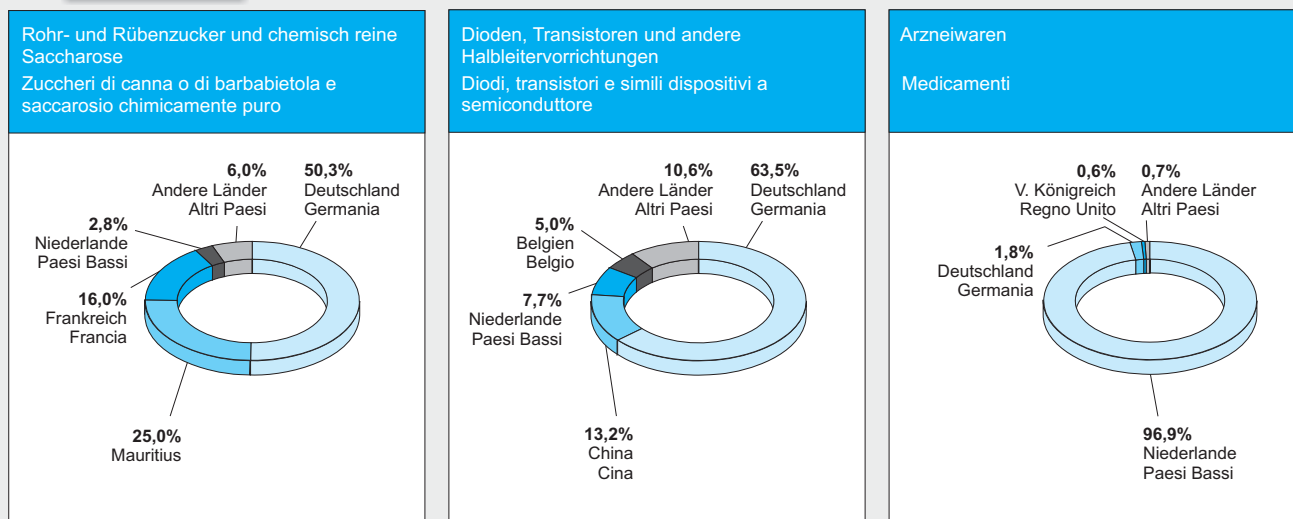 Rohr- und Rübenzucker und chemisch reine
Saccharose
Zuccheri di canna o di barbabietola e
saccarosio chimicamente puro
6,0%
Andere Länder
Altri Paesi
50,3%
Deutschland
Germania
2,8%
Niederlande
Paesi Bassi
16,0%
Frankreich
Francia
25,0%
Mauritius
Dioden, Transistoren und andere
Halbleitervorrichtungen
Diodi, transistori e simili dispositivi a
semiconduttore
10,6%
Andere Länder
Altri Paesi
63,5%
Deutschland
Germania
5,0%
Belgien
Belgio
7,7%
Niederlande
Paesi Bassi
13,2%
China
Cina
Arzneiwaren
Medicamenti
0,6%
V. Königreich
Regno Unito
0,7%
Andere Länder
Altri Paesi
1,8%
Deutschland
Germania
96,9%
Niederlande
Paesi Bassi